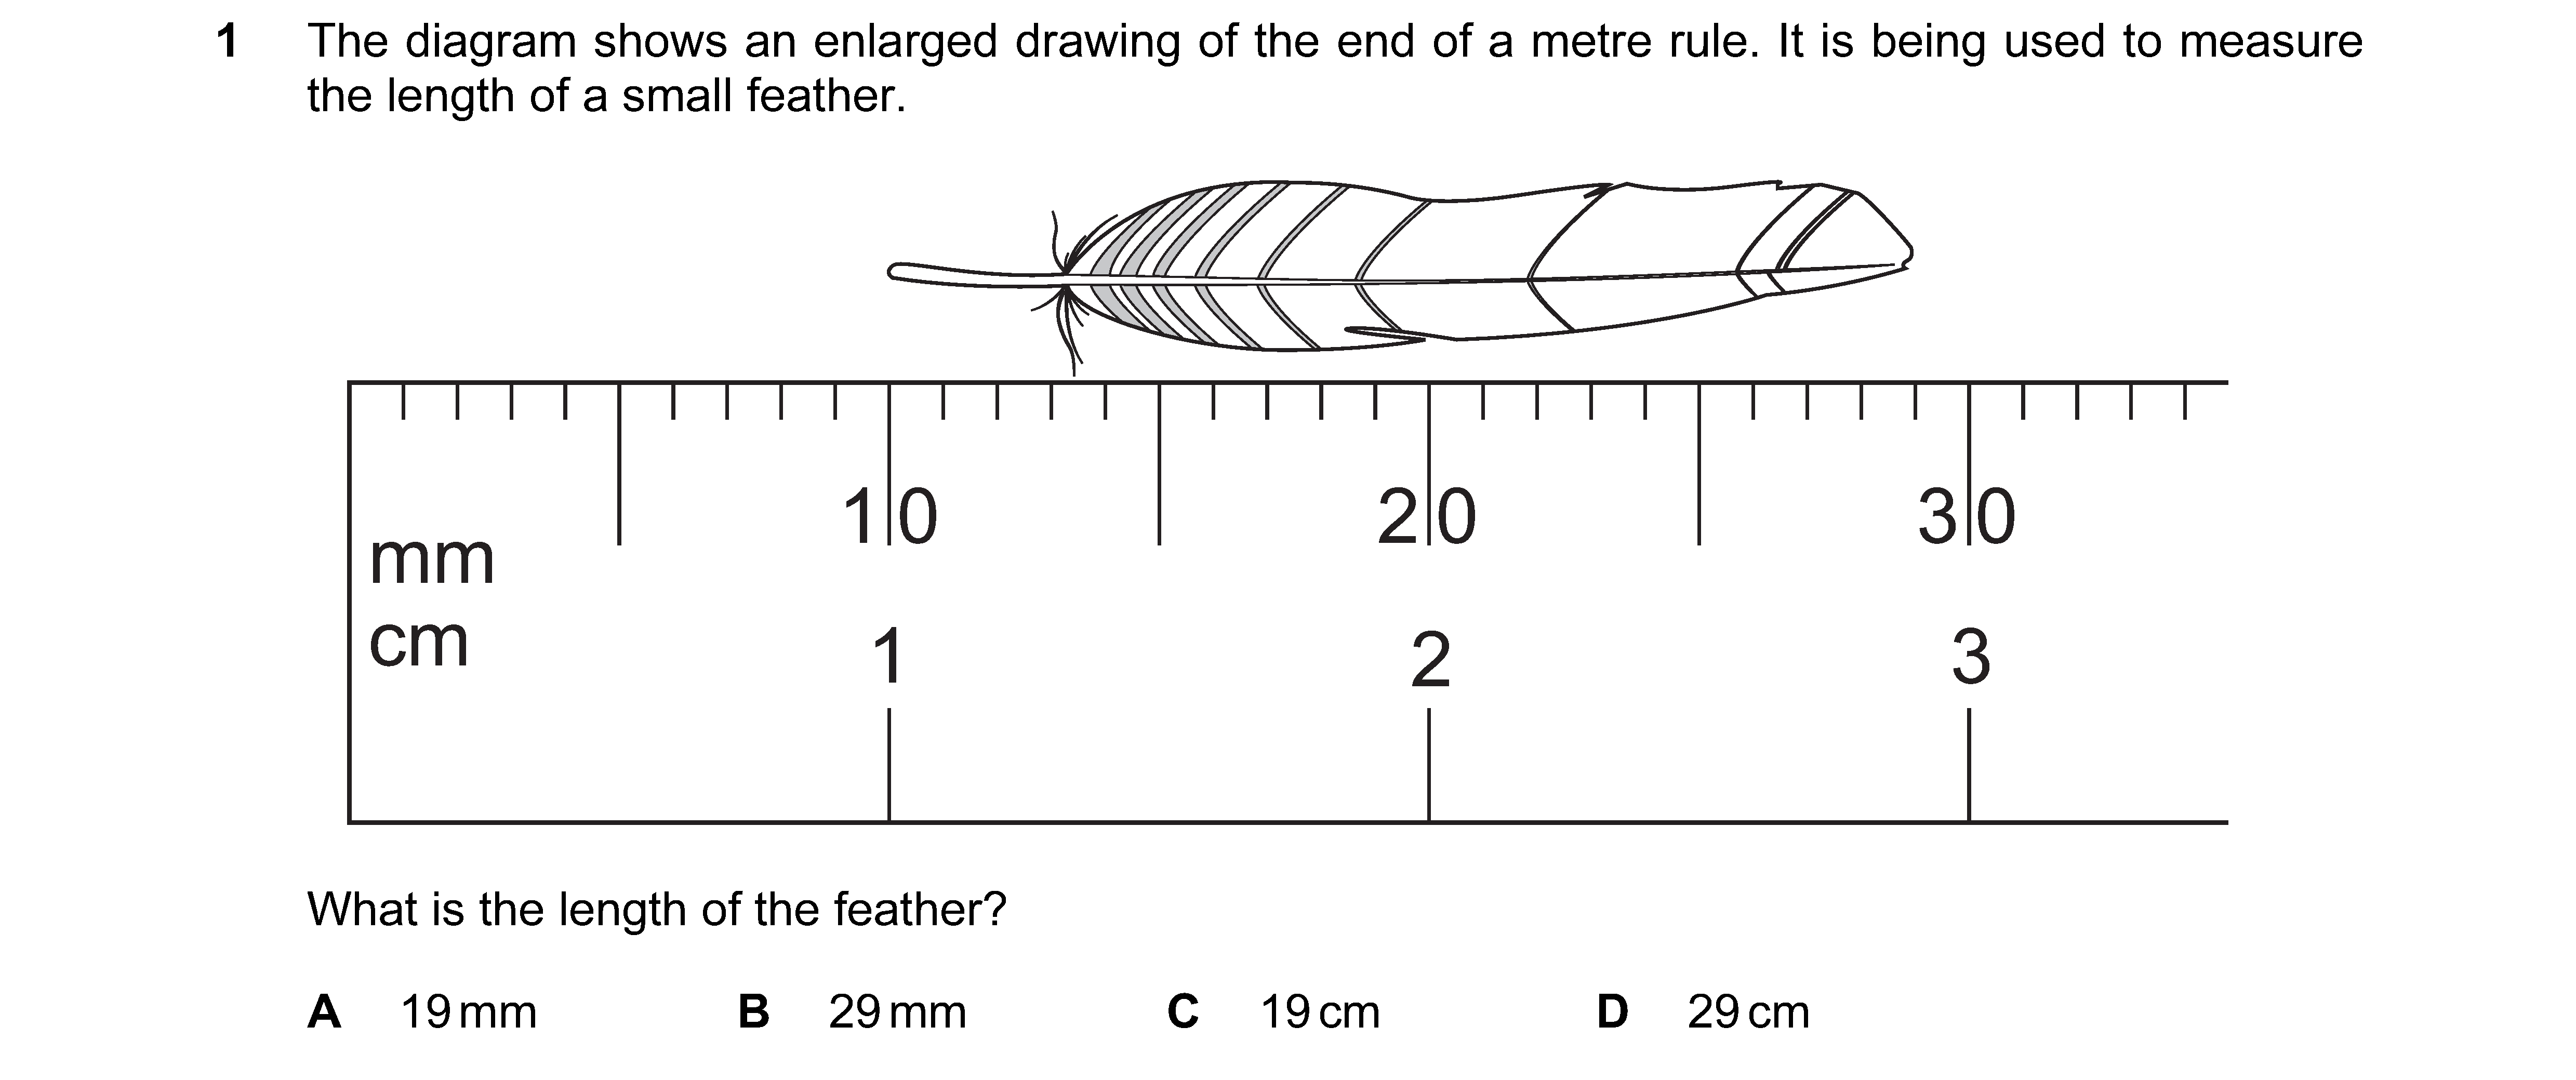 1 The diagram shows an enlarged drawing of the end of a metre rule. It is being used to measure
the length of a small feather.
10 20 30
mm
cm 1 2 3
What is the length of the feather?
A 19 mm B 29 mm C 19 cm D 29 cm